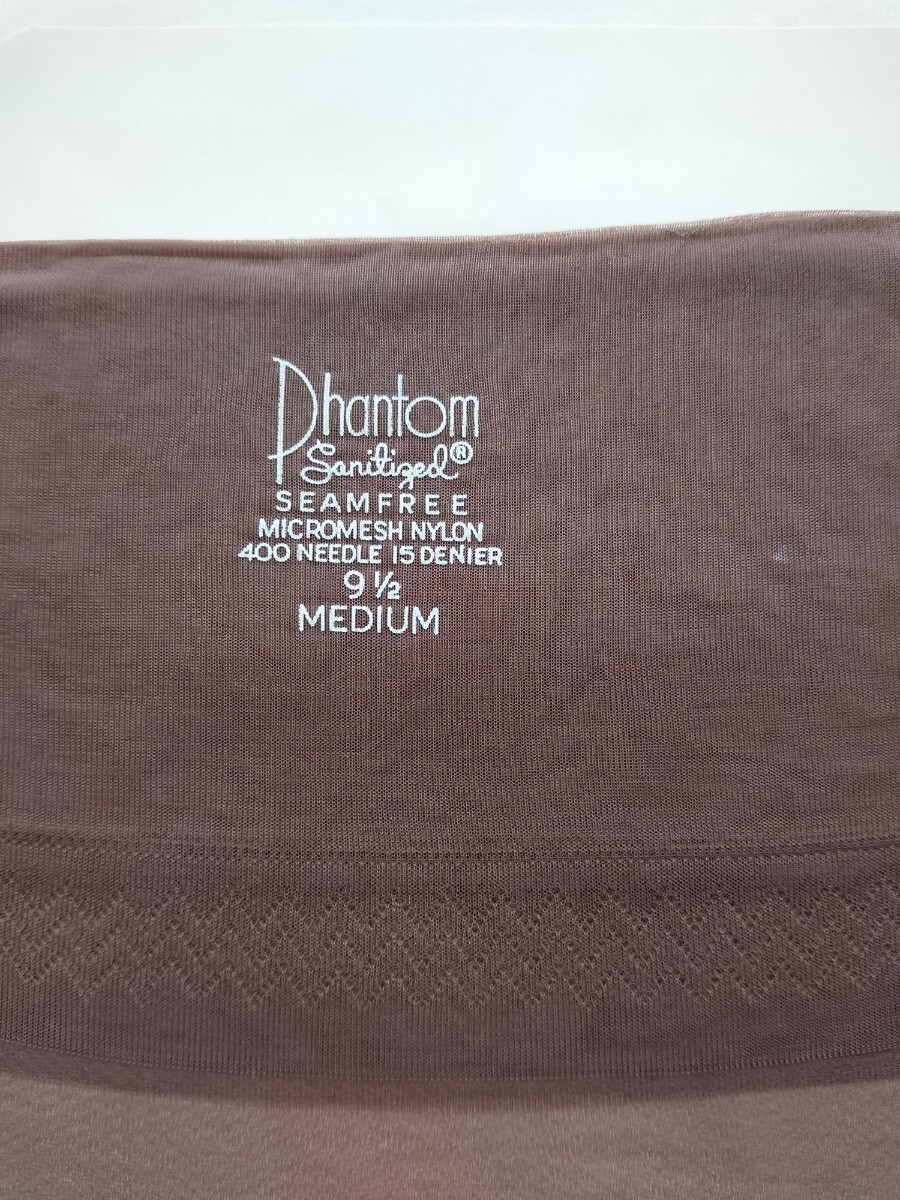 Phantom
Sanitized®
SEAMFREE
MICROMESH NYLON
400 NEEDLE 15 DENIER
9 ½
MEDIUM